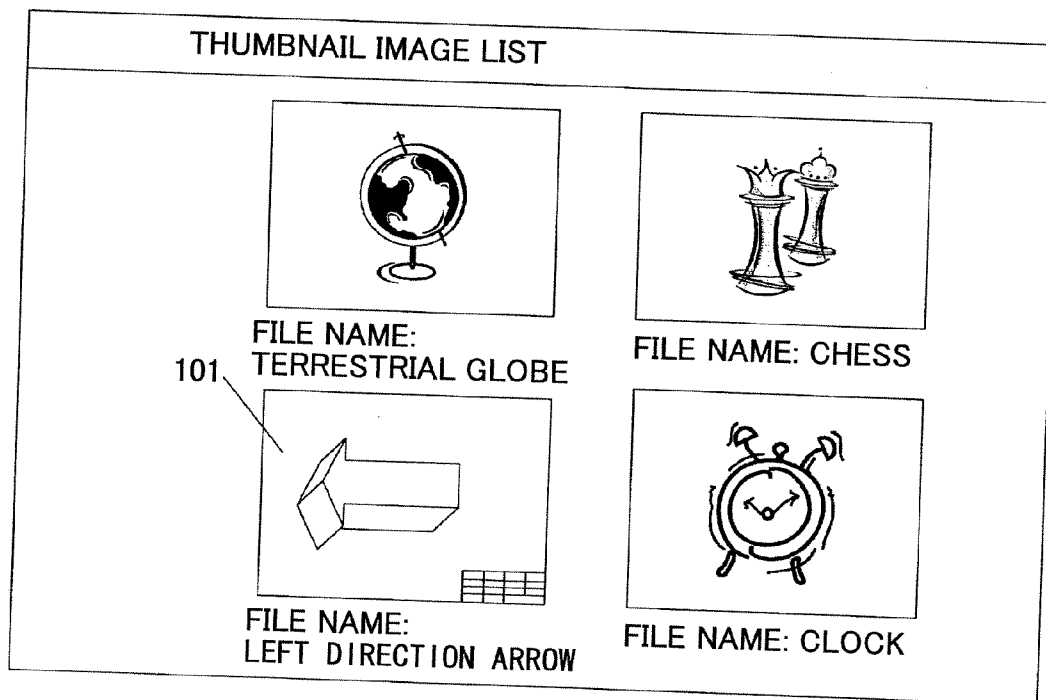 THUMBNAIL IMAGE LIST
FILE NAME:
TERRESTRIAL GLOBE
FILE NAME: CHESS
101
FILE NAME:
LEFT DIRECTION ARROW
FILE NAME: CLOCK